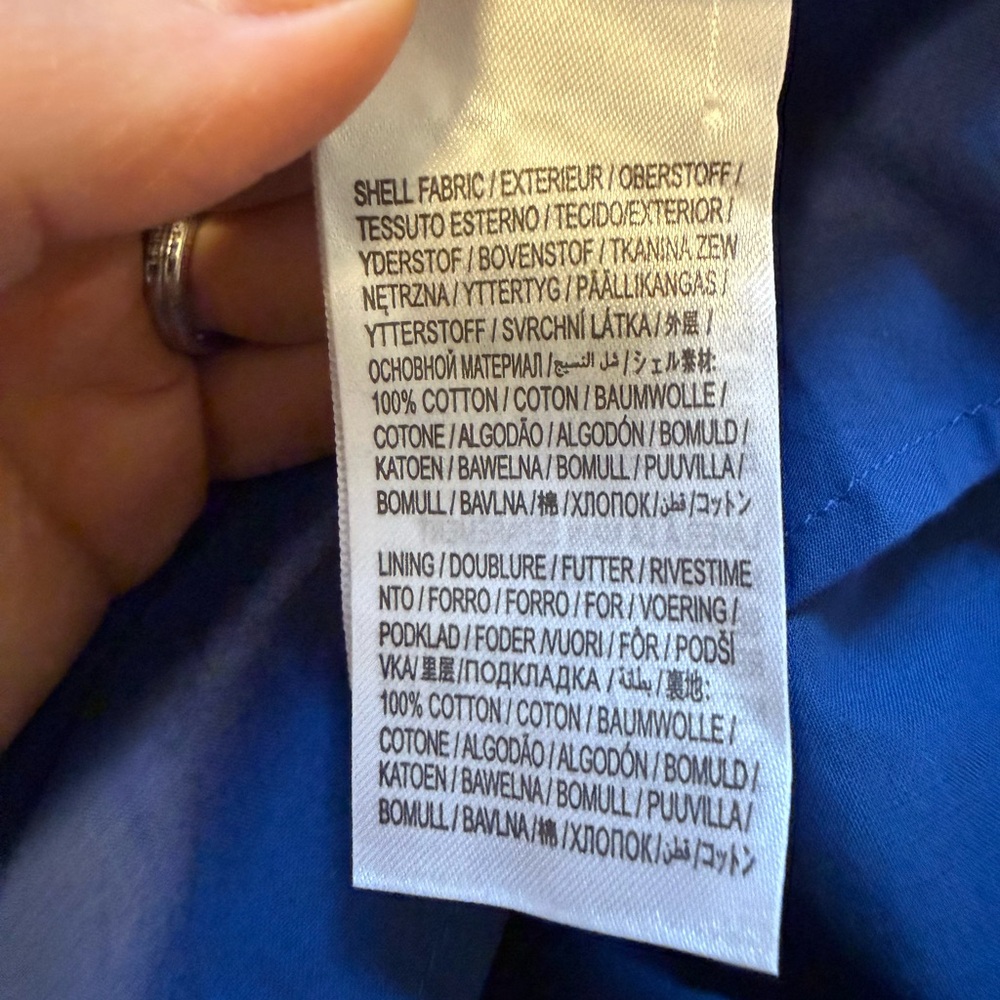 SHELL FABRIC / EXTERIEUR / OBERSTOFF /
TESSUTO ESTERNO / TECIDO/EXTERIOR /
YDERSTOF / BOVENSTOF / TKANINA ZEW
NĘTRZNA / YTTERTYG / PÄÄLLIKANGAS /
YTTERSTOFF / SVRCHNÍ LÁTKA / 外层 /
ОСНОВНОЙ МАТЕРИАЛ / شل النسيج / シェル素材:
100% COTTON / COTON / BAUMWOLLE /
COTONE / ALGODÃO / ALGODÓN / BOMULD /
KATOEN / BAWELNA / BOMULL / PUUVILLA /
BOMULL / BAVLNA / 棉 / ХЛОПОК / قطن / コットン
LINING / DOUBLURE / FUTTER / RIVESTIME
NTO / FORRO / FORRO / FOR / VOERING /
PODKLAD / FODER /VUORI / FÔR / PODŠÍ
VKA/ 里层 /ПОДКЛАДКА / بطانة / 裏地:
100% COTTON / COTON / BAUMWOLLE /
COTONE / ALGODÃO / ALGODÓN / BOMULD /
KATOEN / BAWELNA / BOMULL / PUUVILLA /
BOMULL / BAVLNA / 棉 / ХЛОПОК / قطن / コットン